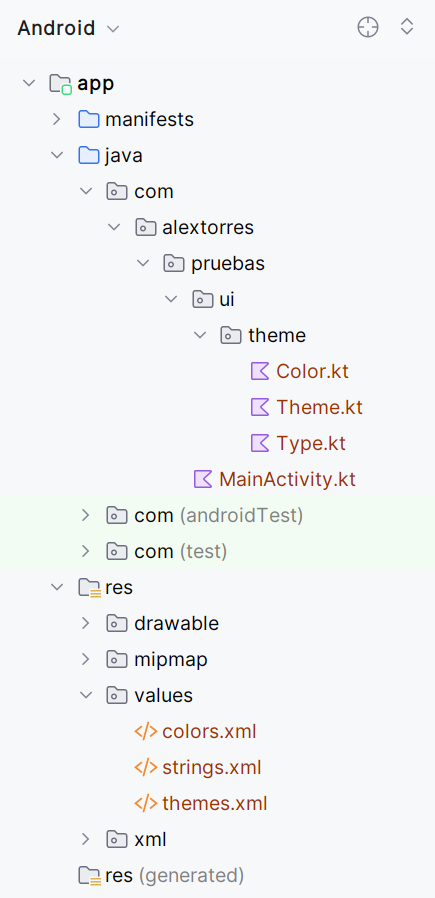 Android
app
manifests
java
com
alextorres
pruebas
ui
theme
Color.kt
Theme.kt
Type.kt
MainActivity.kt
com (androidTest)
com (test)
res
drawable
mipmap
values
colors.xml
strings.xml
themes.xml
xml
res (generated)